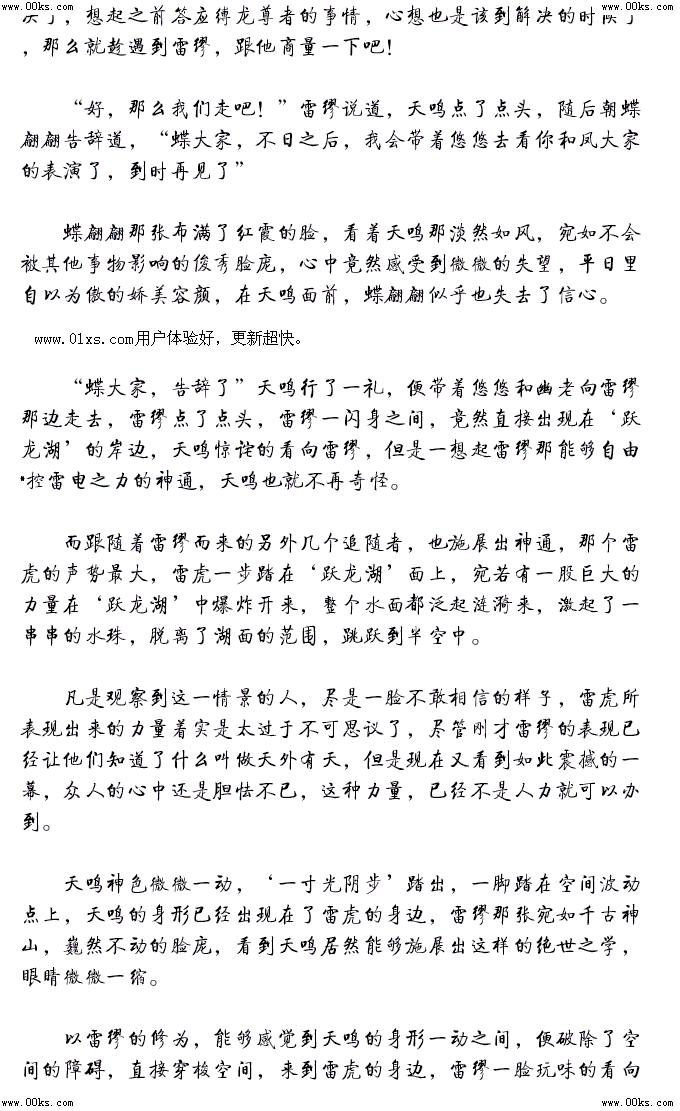 www.00ks.com www.00ks.com
决了，想起之前答应缚龙尊者的事情，心想也是该到解决的时候了
，那么就趁遇到雷缪，跟他商量一下吧！
“好，那么我们走吧！”雷缪说道，天鸣点了点头，随后朝蝶
翩翩告辞道，“蝶大家，不日之后，我会带着悠悠去看你和凤大家
的表演了，到时再见了”
蝶翩翩那张布满了红霞的脸，看着天鸣那淡然如风，宛如不会
被其他事物影响的俊秀脸庞，心中竟然感受到微微的失望，平日里
自以为傲的娇美容颜，在天鸣面前，蝶翩翩似乎也失去了信心。
www.01xs.com用户体验好，更新超快。
“蝶大家，告辞了”天鸣行了一礼，便带着悠悠和幽老向雷缪
那边走去，雷缪点了点头，雷缪一闪身之间，竟然直接出现在‘跃
龙湖’的岸边，天鸣惊诧的看向雷缪，但是一想起雷缪那能够自由
*控雷电之力的神通，天鸣也就不再奇怪。
而跟随着雷缪而来的另外几个追随者，也施展出神通，那个雷
虎的声势最大，雷虎一步踏在‘跃龙湖’面上，宛若有一股巨大的
力量在‘跃龙湖’中爆炸开来，整个水面都泛起涟漪来，激起了一
串串的水珠，脱离了湖面的范围，跳跃到半空中。
凡是观察到这一情景的人，尽是一脸不敢相信的样子，雷虎所
表现出来的力量着实是太过于不可思议了，尽管刚才雷缪的表现已
经让他们知道了什么叫做天外有天，但是现在又看到如此震撼的一
幕，众人的心中还是胆怯不已，这种力量，已经不是人力就可以办
到。
天鸣神色微微一动，‘一寸光阴步’踏出，一脚踏在空间波动
点上，天鸣的身形已经出现在了雷虎的身边，雷缪那张宛如千古神
山，巍然不动的脸庞，看到天鸣居然能够施展出这样的绝世之学，
眼睛微微一缩。
以雷缪的修为，能够感觉到天鸣的身形一动之间，便破除了空
间的障碍，直接穿梭空间，来到雷虎的身边，雷缪一脸玩味的看向
www.00ks.com www.00ks.com